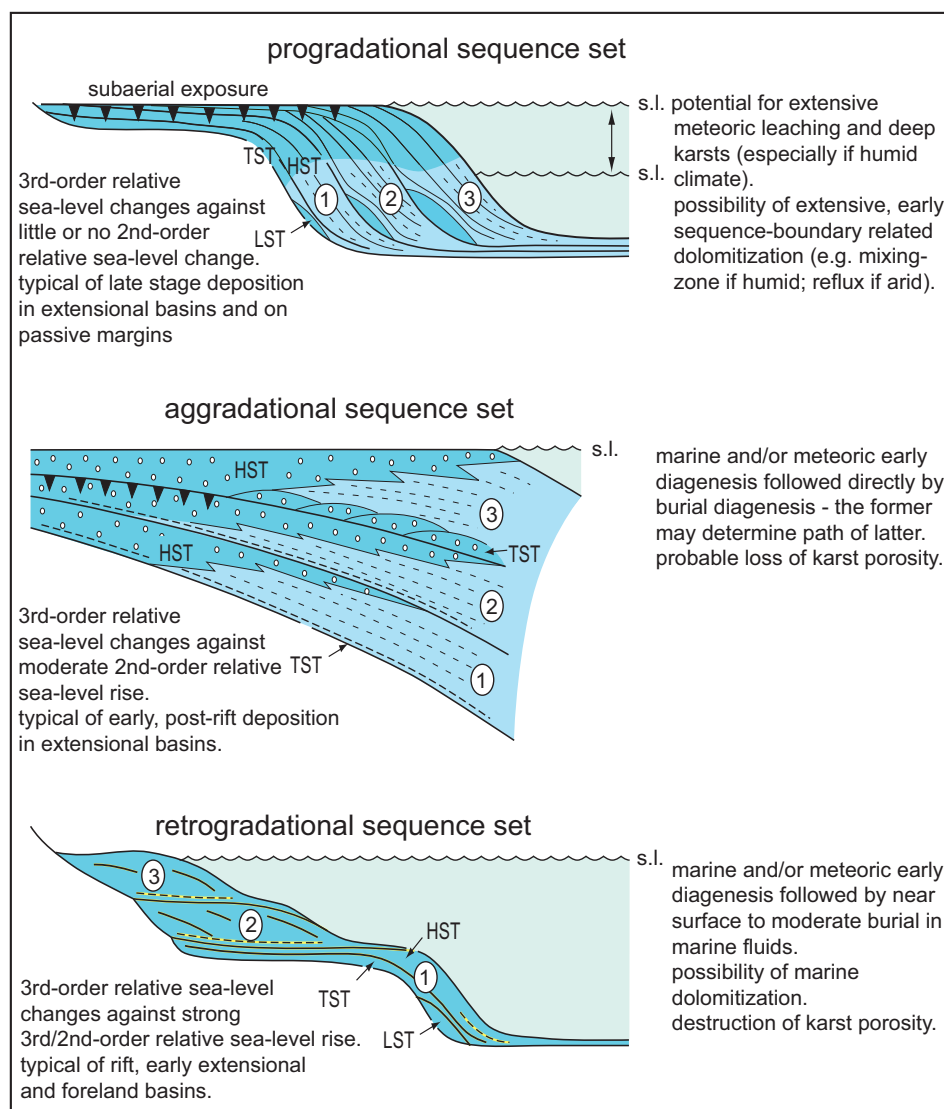 progradational sequence set
subaerial exposure
s.l.
potential for extensive
meteoric leaching and deep
karsts (especially if humid
climate).
possibility of extensive, early
sequence-boundary related
dolomitization (e.g. mixing-
zone if humid; reflux if arid).
s.l.
TST
HST
1
2
3
LST
3rd-order relative
sea-level changes against
little or no 2nd-order
relative sea-level change.
typical of late stage deposition
in extensional basins and on
passive margins
aggradational sequence set
s.l.
HST
3
TST
HST
2
TST
1
marine and/or meteoric early
diagenesis followed directly by
burial diagenesis - the former
may determine path of latter.
probable loss of karst porosity.
3rd-order relative
sea-level changes against
moderate 2nd-order relative
sea-level rise.
typical of early, post-rift deposition
in extensional basins.
retrogradational sequence set
s.l.
3
2
HST
1
TST
LST
marine and/or meteoric early
diagenesis followed by near
surface to moderate burial in
marine fluids.
possibility of marine
dolomitization.
destruction of karst porosity.
3rd-order relative sea-level
changes against strong
3rd/2nd-order relative sea-level rise.
typical of rift, early extensional
and foreland basins.